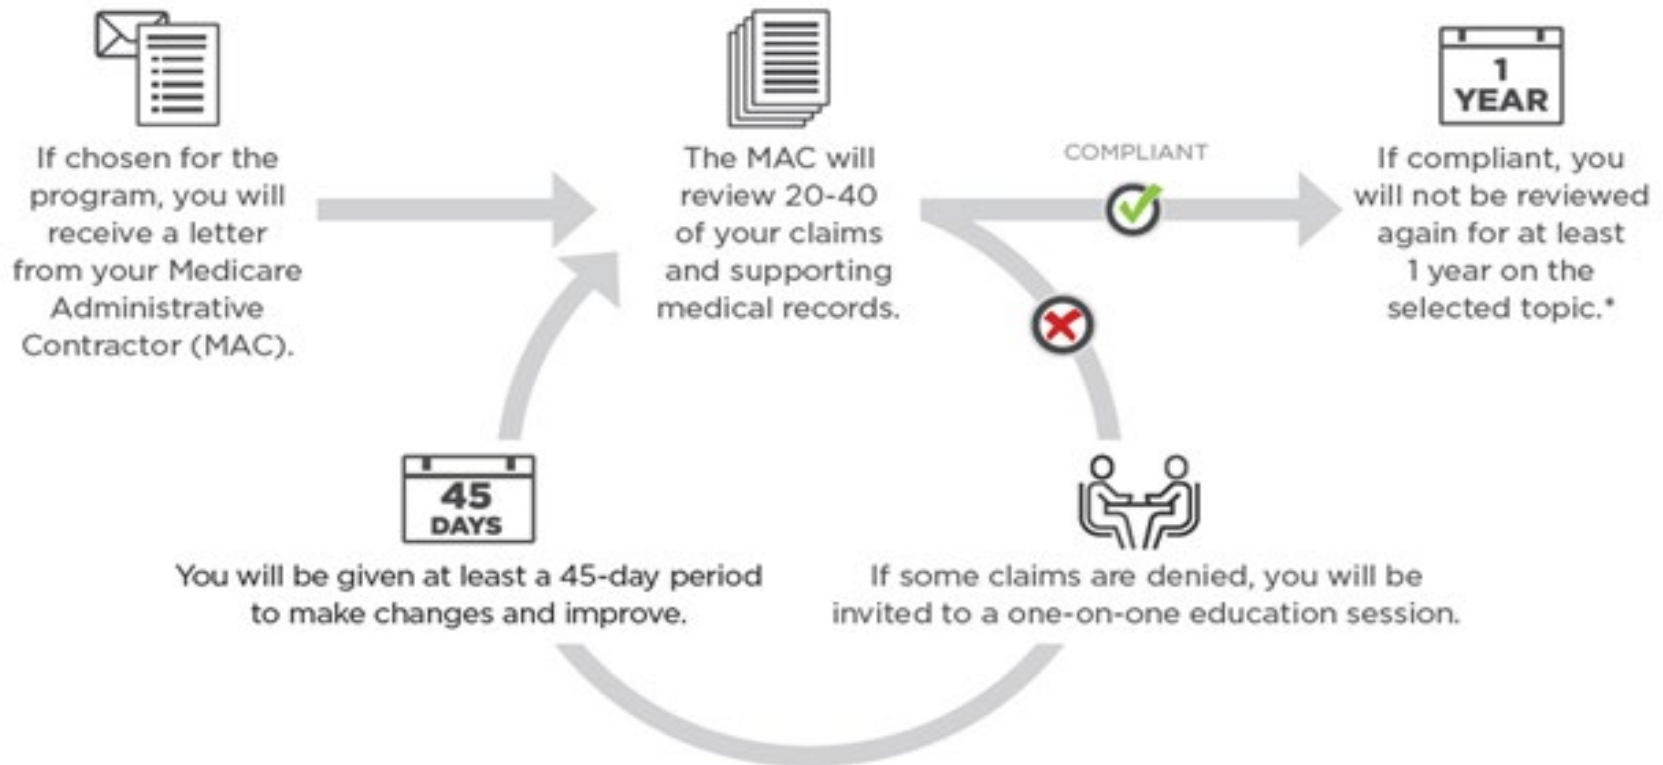 If chosen for the
program, you will
receive a letter
from your Medicare
Administrative
Contractor (MAC).
The MAC will
review 20-40
of your claims
and supporting
medical records.
COMPLIANT
1
YEAR
If compliant, you
will not be reviewed
again for at least
1 year on the
selected topic.*
45
DAYS
You will be given at least a 45-day period
to make changes and improve.
If some claims are denied, you will be
invited to a one-on-one education session.